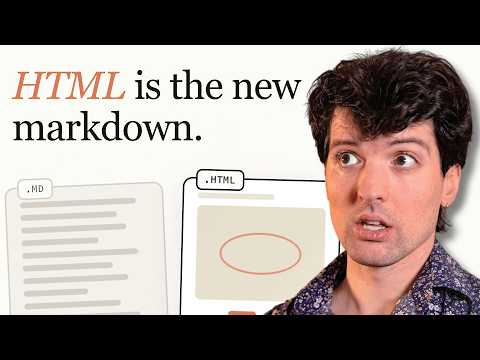 HTML is the new
markdown.
.MD
.HTML